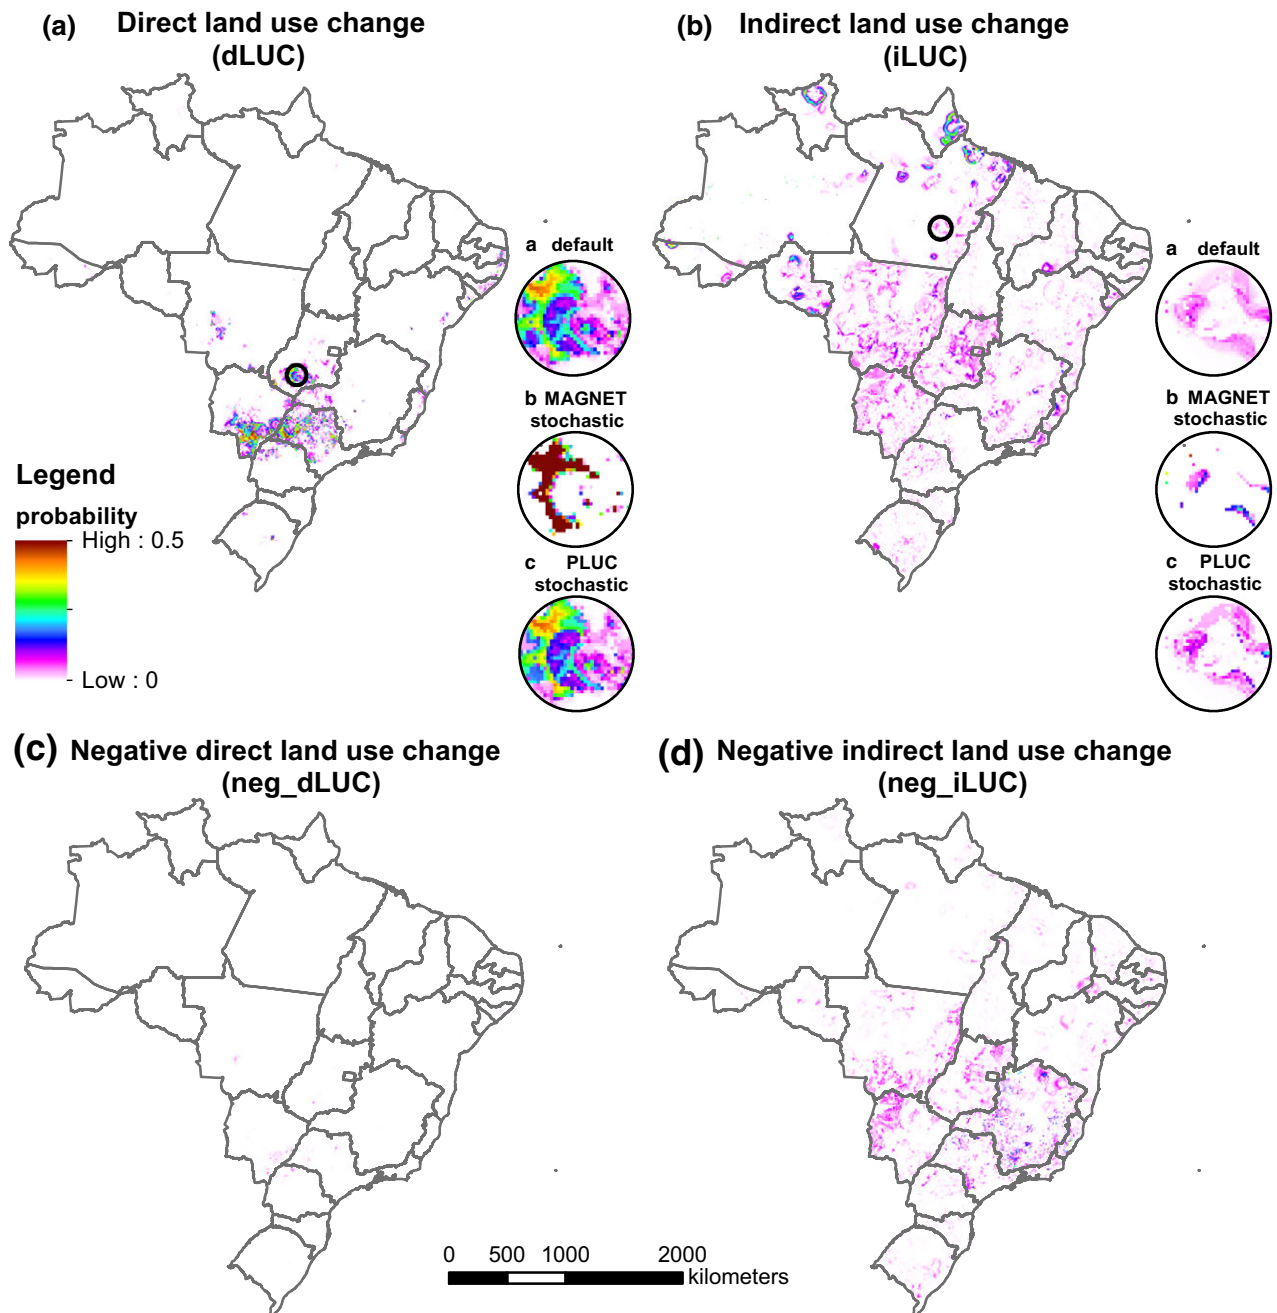 (a) Direct land use change
(dLUC)
(b) Indirect land use change
(iLUC)
a default
b MAGNET
stochastic
c PLUC
stochastic
a default
b MAGNET
stochastic
c PLUC
stochastic
Legend
probability
High : 0.5
Low : 0
(c) Negative direct land use change
(neg_dLUC)
(d) Negative indirect land use change
(neg_iLUC)
0 500 1000 2000
kilometers